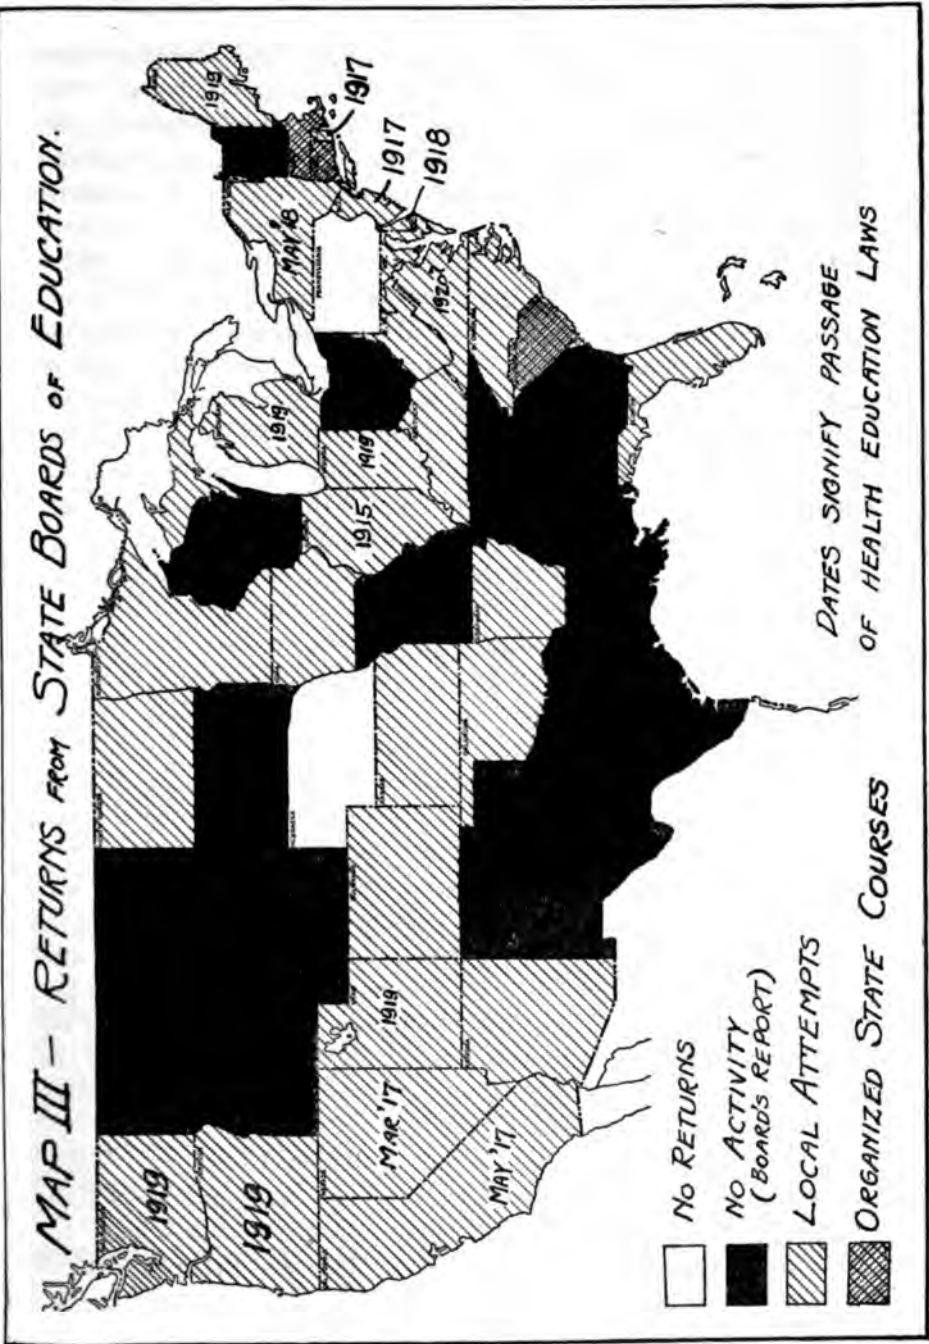 MAP III — RETURNS FROM STATE BOARDS OF EDUCATION.
1919
1919
MAR '17
MAY '17
1919
1915
1919
1919
MAY '18
1919
1917
1917
1918
1920
PENNSYLVANIA
DATES SIGNIFY PASSAGE
OF HEALTH EDUCATION LAWS
NO RETURNS
NO ACTIVITY
(BOARD'S REPORT)
LOCAL ATTEMPTS
ORGANIZED STATE COURSES